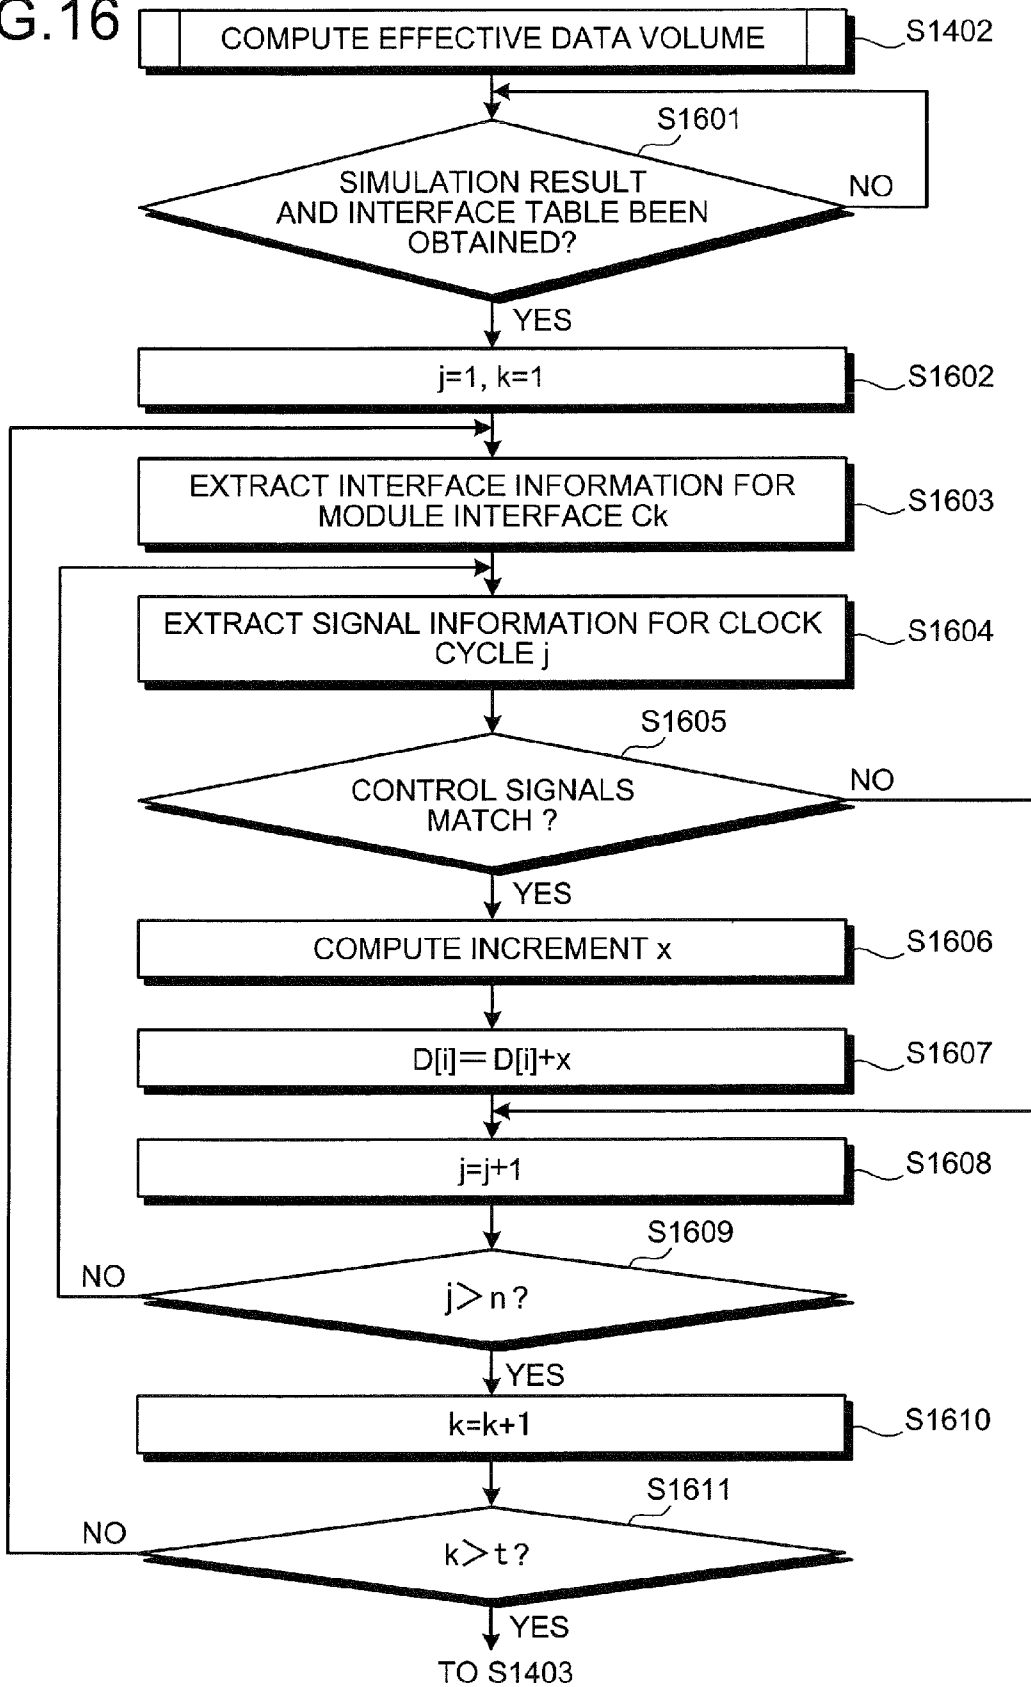 G.16
COMPUTE EFFECTIVE DATA VOLUME
S1402
S1601
SIMULATION RESULT
AND INTERFACE TABLE BEEN
OBTAINED?
NO
YES
j=1, k=1
S1602
EXTRACT INTERFACE INFORMATION FOR
MODULE INTERFACE Ck
S1603
EXTRACT SIGNAL INFORMATION FOR CLOCK
CYCLE j
S1604
S1605
CONTROL SIGNALS
MATCH ?
NO
YES
COMPUTE INCREMENT x
S1606
D[i]=D[i]+x
S1607
j=j+1
S1608
S1609
j>n?
NO
YES
k=k+1
S1610
S1611
k>t?
NO
YES
TO S1403